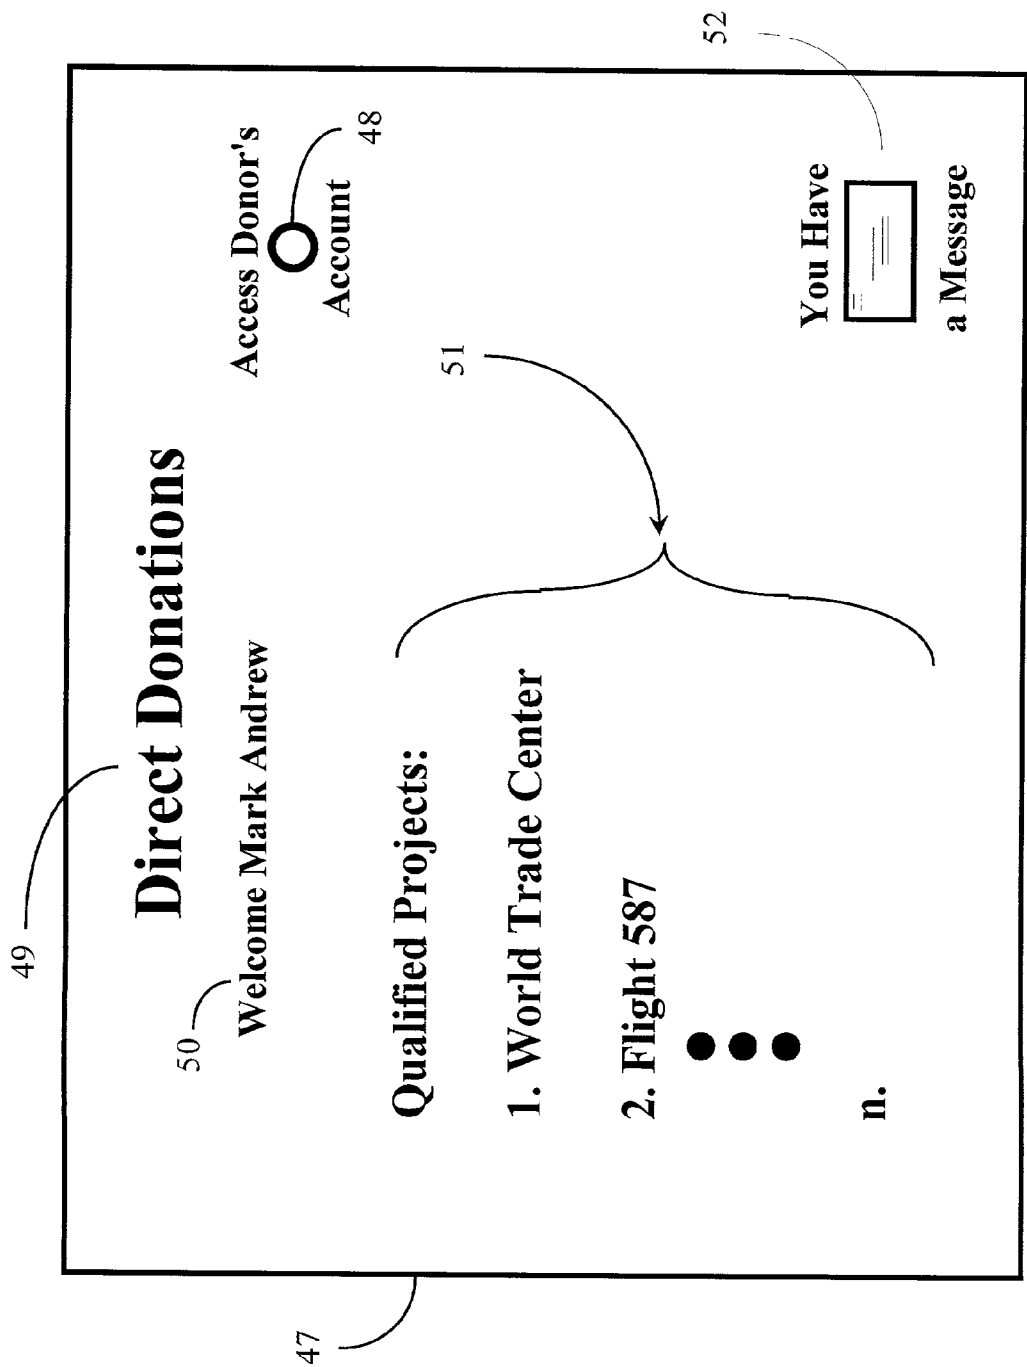 49
Direct Donations
50
Welcome Mark Andrew
Access Donor's
Account
48
Qualified Projects:
51
1. World Trade Center
2. Flight 587
n.
You Have
a Message
52
47